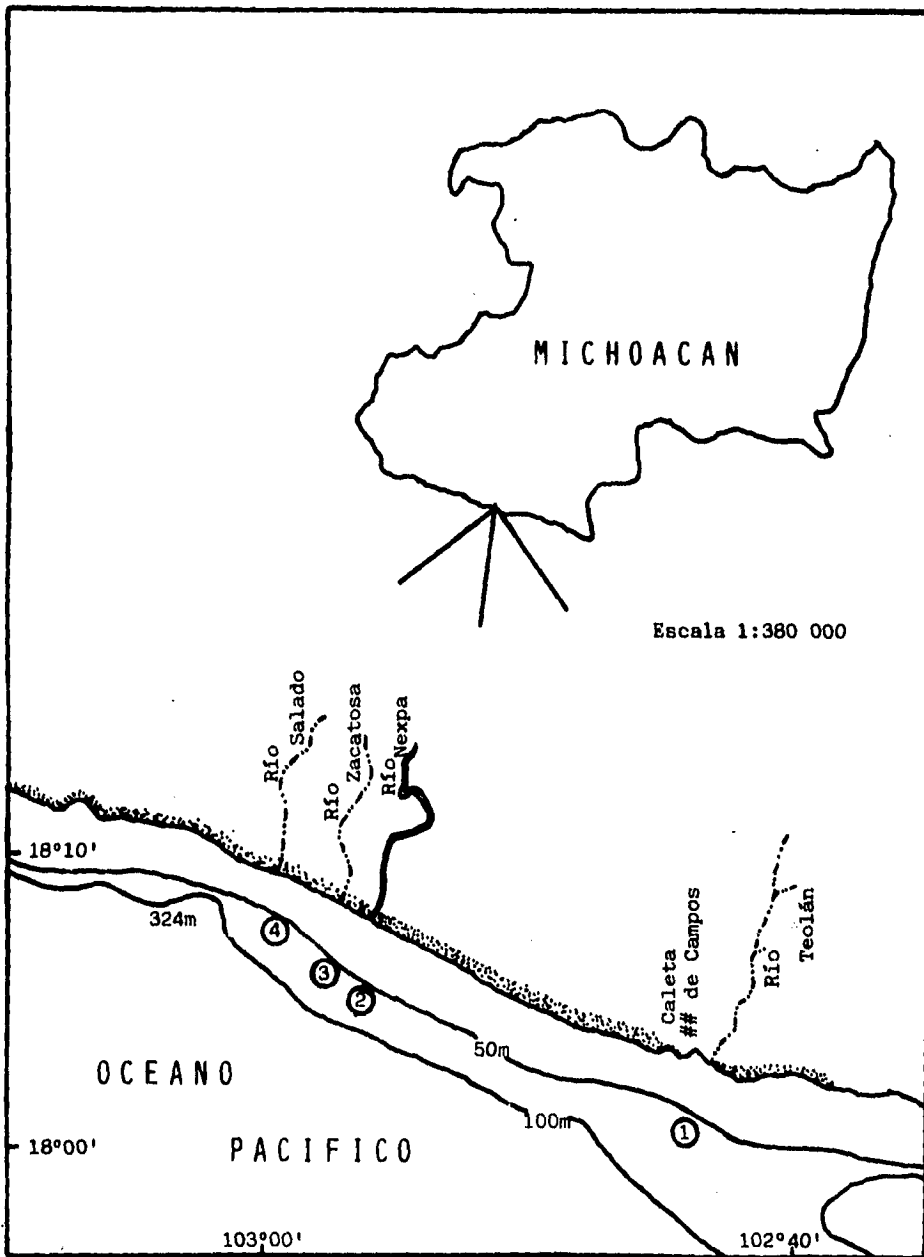 MICHOACAN
Escala 1:380 000
Río
Salado
Río
Zacatosa
Río
Nexpa
18°10'
324m
4
3
2
Caleta
## de Campos
Río
Teolán
50m
OCEANO
100m
1
18°00'
PACIFICO
103°00'
102°40'